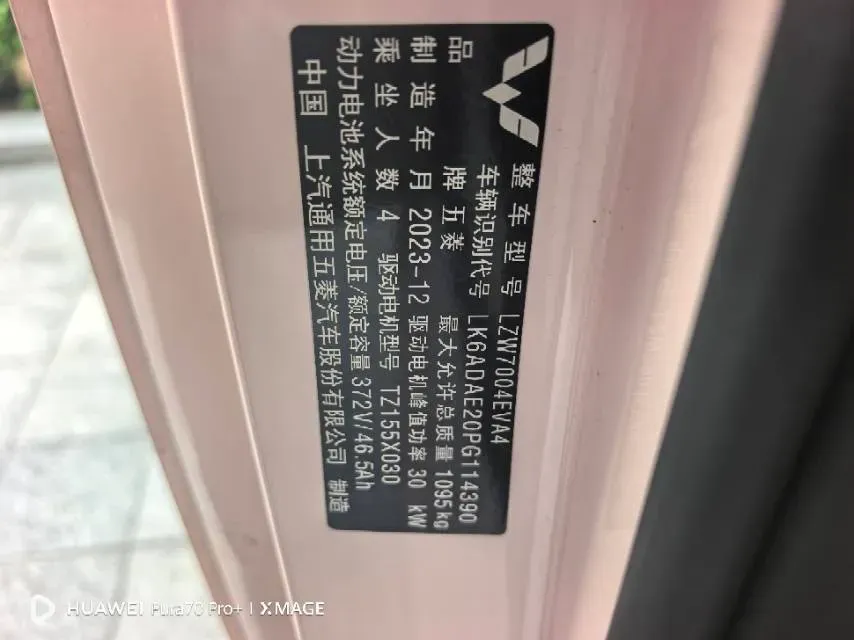 整车型号 LZW7004EVA4
车辆识别代号 LK6ADAE20PG114390
品牌 五菱 最大允许总质量 1095kg
制造年月 2023-12 驱动电机峰值功率 30 kW
乘坐人数 4 驱动电机型号 TZ155X030
动力电池系统额定电压/额定容量 372V/46.5Ah
中国 上汽通用五菱汽车股份有限公司 制造
HUAWEI Pura70 Pro+ | XMAGE